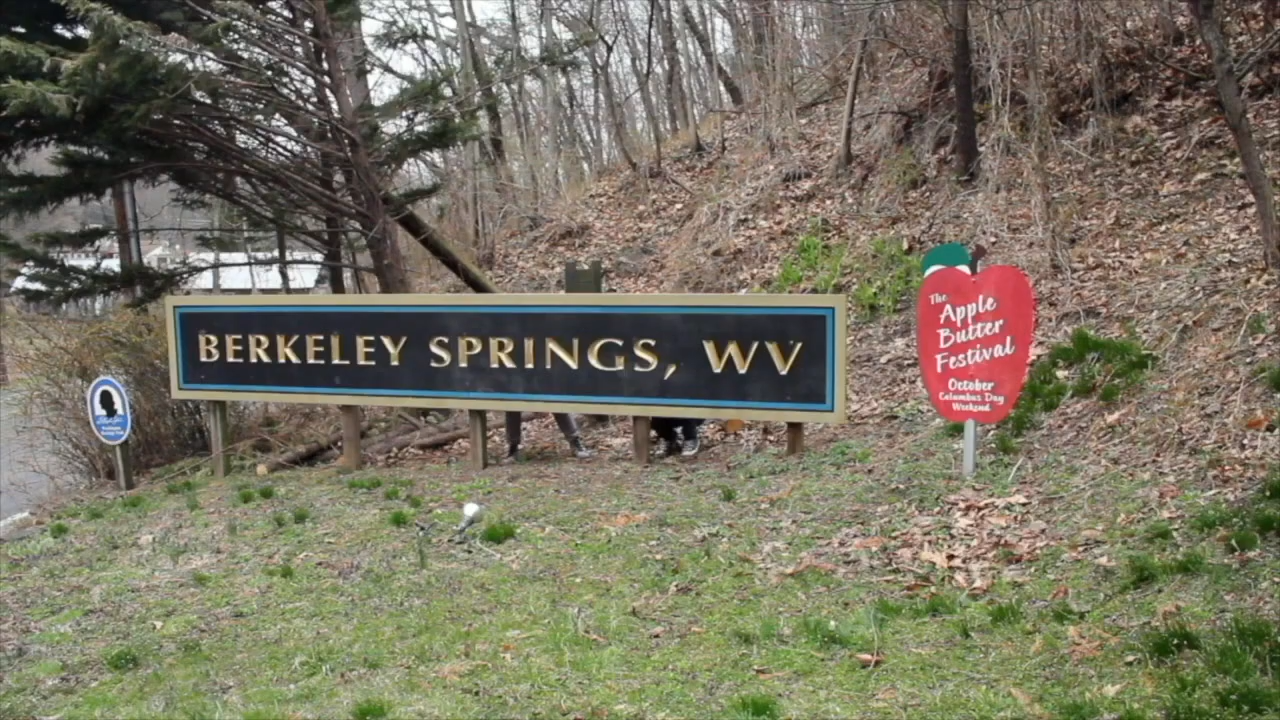 BERKELEY SPRINGS, WV
The
Apple
Butter
Festival
October
Columbus Day
Weekend